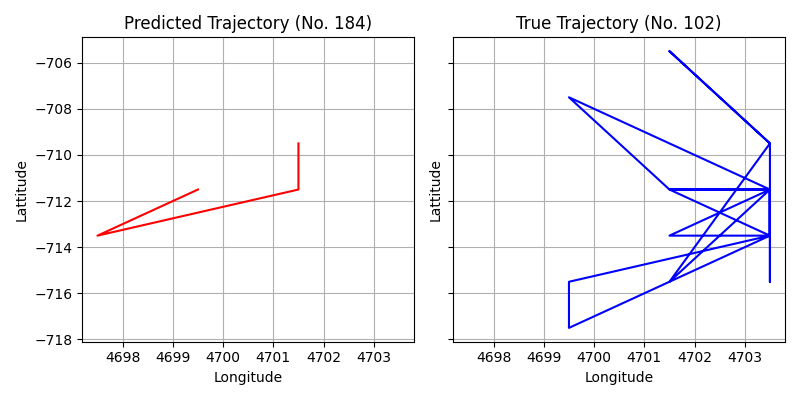 Predicted Trajectory (No. 184)
True Trajectory (No. 102)
Lattitude
−706
−708
−710
−712
−714
−716
−718
4698 4699 4700 4701 4702 4703
Longitude
Lattitude
4698 4699 4700 4701 4702 4703
Longitude